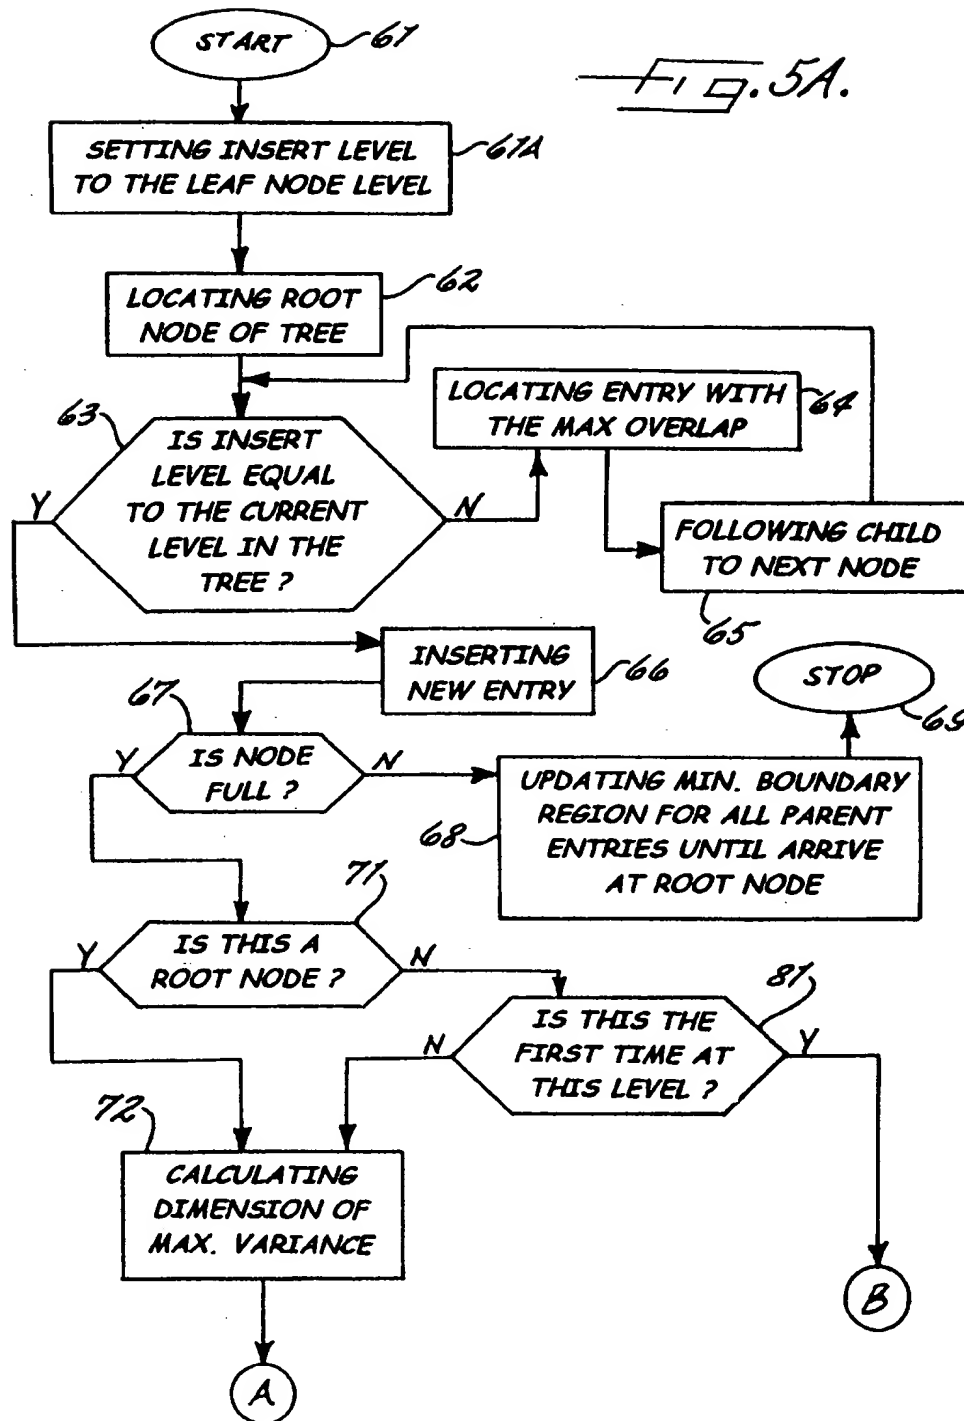 START
61
Fig. 5A.
SETTING INSERT LEVEL
TO THE LEAF NODE LEVEL
61A
LOCATING ROOT
NODE OF TREE
62
63
IS INSERT
LEVEL EQUAL
TO THE CURRENT
LEVEL IN THE
TREE ?
Y
N
LOCATING ENTRY WITH
THE MAX OVERLAP
64
FOLLOWING CHILD
TO NEXT NODE
65
INSERTING
NEW ENTRY
66
STOP
69
67
IS NODE
FULL ?
Y
N
UPDATING MIN. BOUNDARY
REGION FOR ALL PARENT
ENTRIES UNTIL ARRIVE
AT ROOT NODE
68
71
IS THIS A
ROOT NODE ?
Y
N
81
IS THIS THE
FIRST TIME AT
THIS LEVEL ?
N
Y
72
CALCULATING
DIMENSION OF
MAX. VARIANCE
B
A